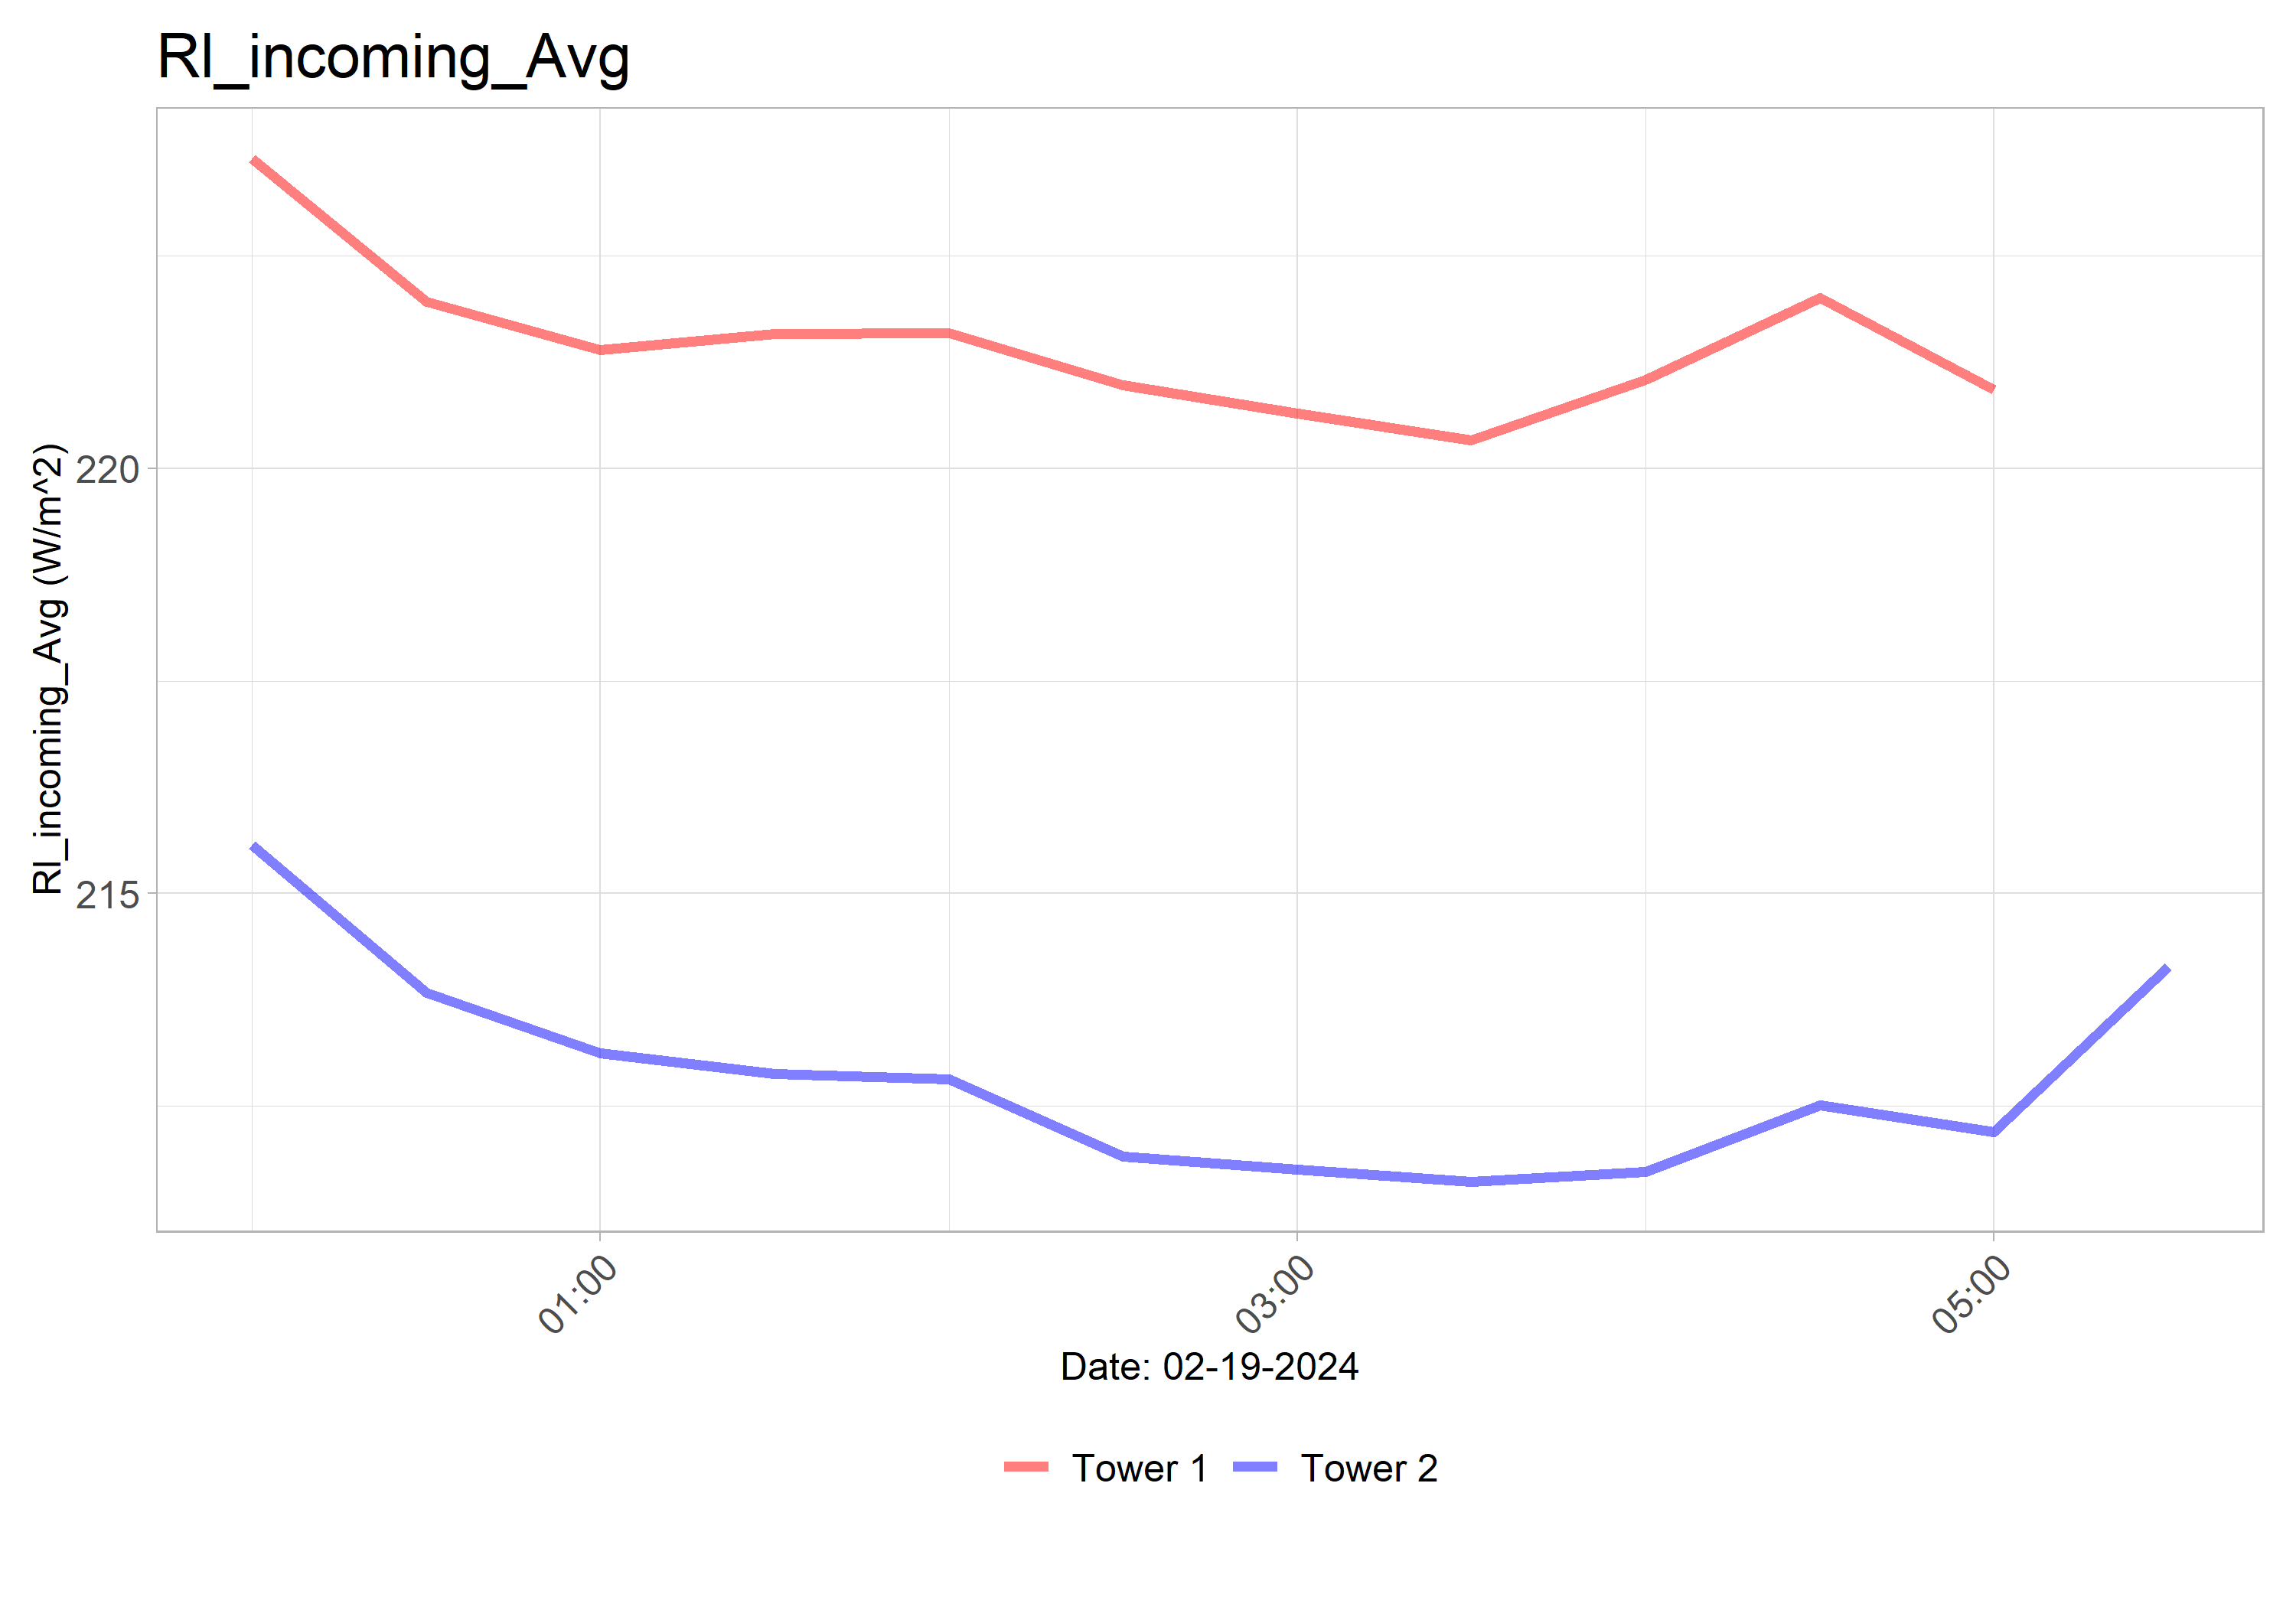 Rl_incoming_Avg
Rl_incoming_Avg (W/m^2)
220
215
01:00
03:00
05:00
Date: 02-19-2024
Tower 1
Tower 2